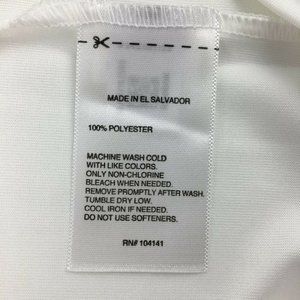 MADE IN EL SALVADOR
100% POLYESTER
MACHINE WASH COLD
WITH LIKE COLORS.
ONLY NON-CHLORINE
BLEACH WHEN NEEDED.
REMOVE PROMPTLY AFTER WASH.
TUMBLE DRY LOW.
COOL IRON IF NEEDED.
DO NOT USE SOFTENERS.
RN# 104141